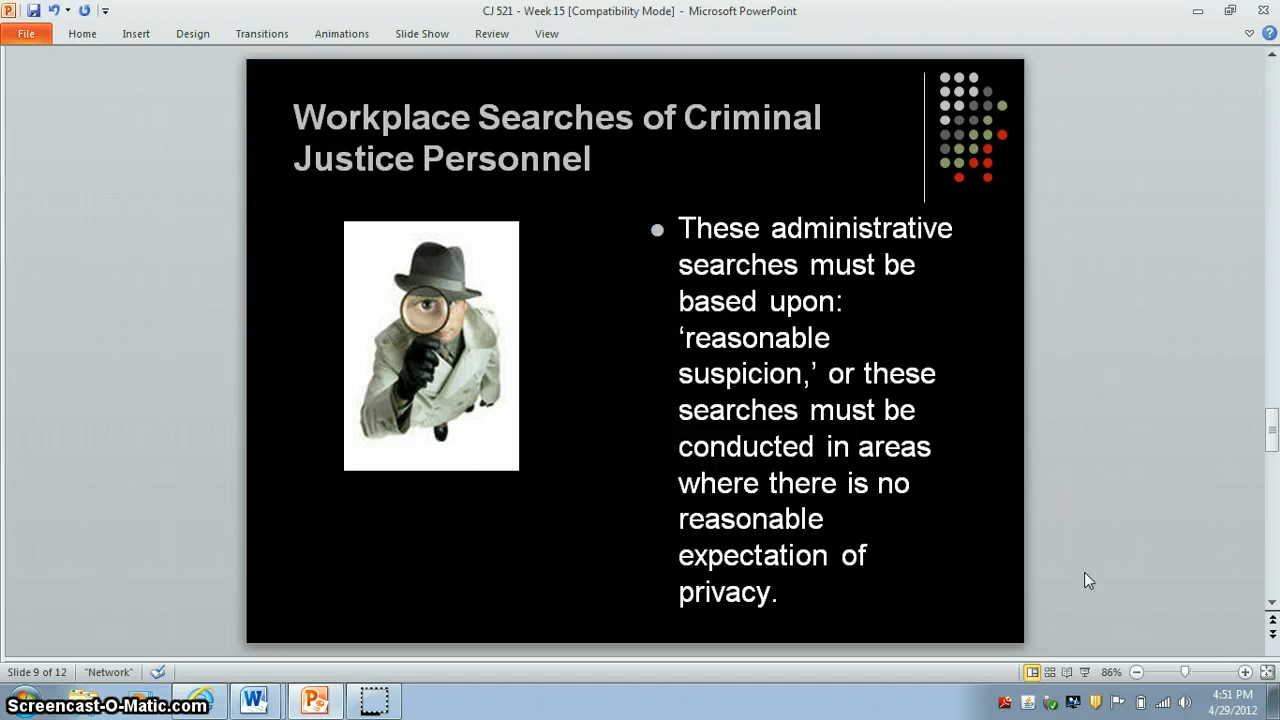 CJ 521 - Week 15 [Compatibility Mode] - Microsoft PowerPoint
File Home Insert Design Transitions Animations Slide Show Review View
Workplace Searches of Criminal
Justice Personnel
These administrative
searches must be
based upon:
‘reasonable
suspicion,’ or these
searches must be
conducted in areas
where there is no
reasonable
expectation of
privacy.
Slide 9 of 12 "Network" 86%
Screencast-O-Matic.com
4:51 PM
4/29/2012